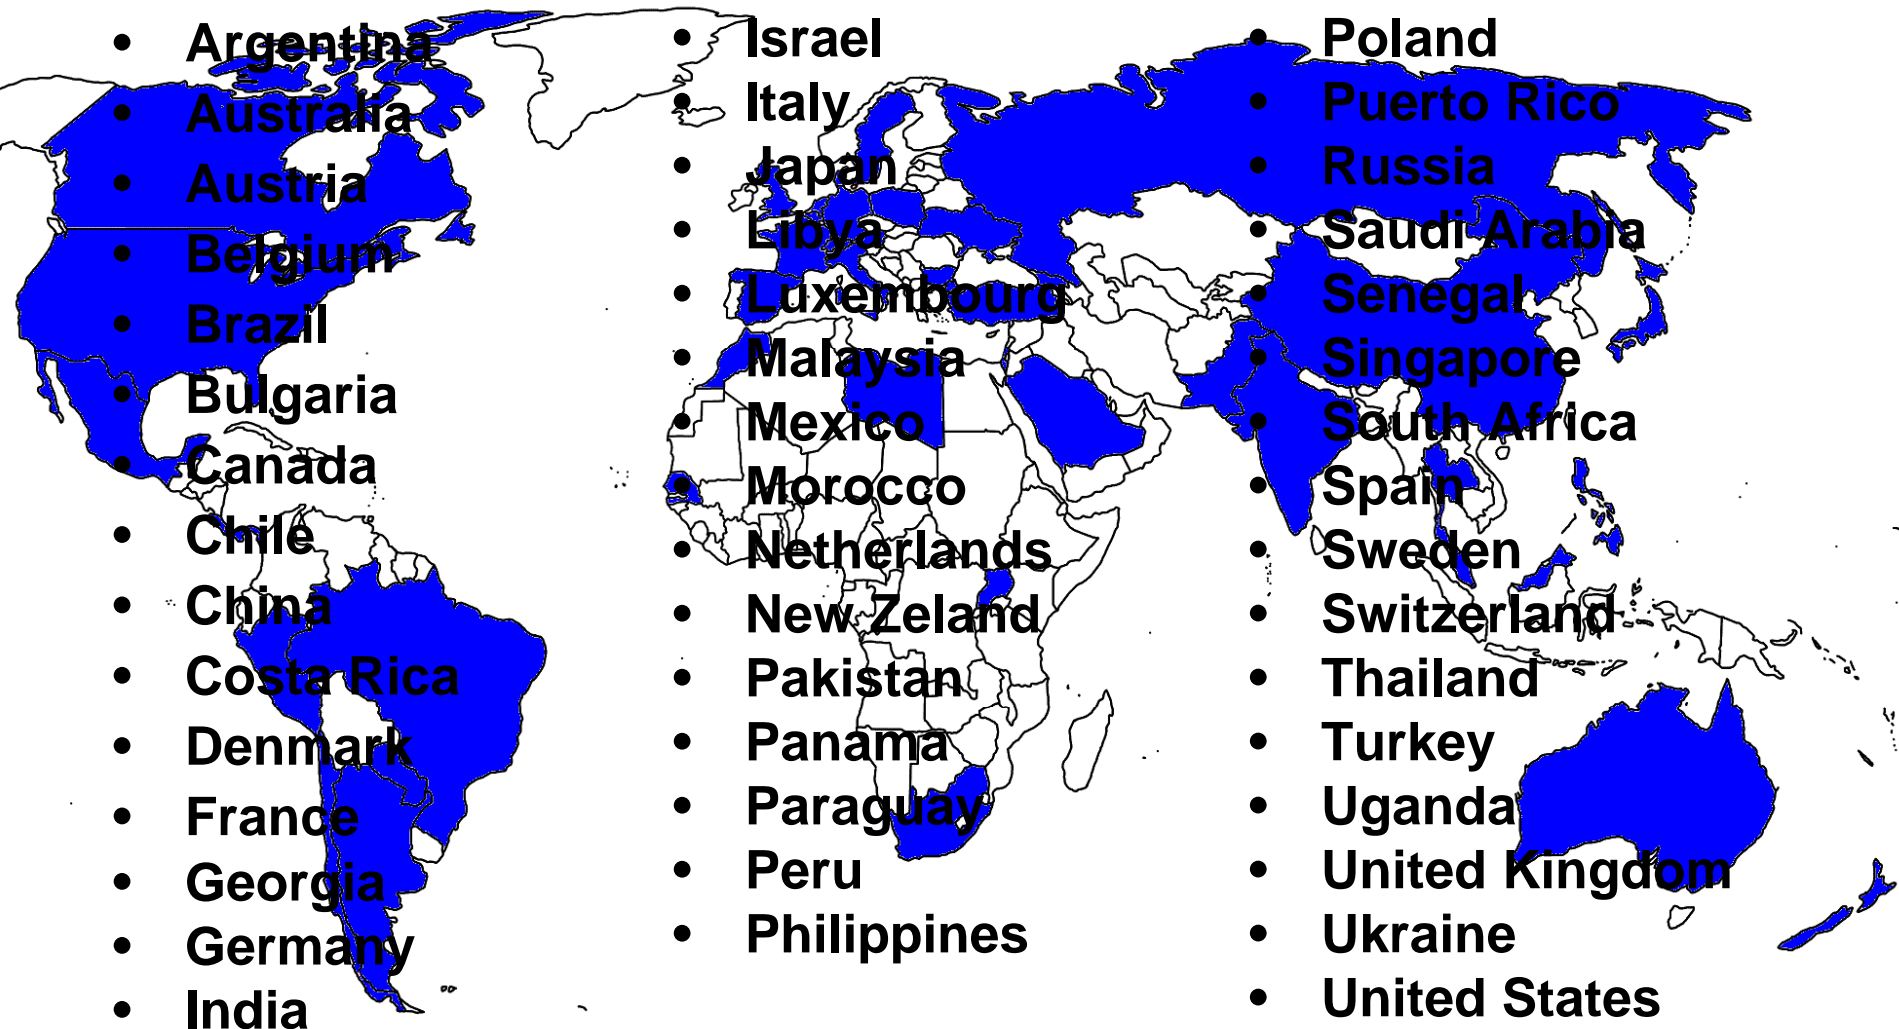 • Argentina
• Australia
• Austria
• Belgium
• Brazil
• Bulgaria
• Canada
• Chile
• China
• Costa Rica
• Denmark
• France
• Georgia
• Germany
• India
• Israel
• Italy
• Japan
• Libya
• Luxembourg
• Malaysia
• Mexico
• Morocco
• Netherlands
• New Zeland
• Pakistan
• Panama
• Paraguay
• Peru
• Philippines
• Poland
• Puerto Rico
• Russia
• Saudi Arabia
• Senegal
• Singapore
• South Africa
• Spain
• Sweden
• Switzerland
• Thailand
• Turkey
• Uganda
• United Kingdom
• Ukraine
• United States